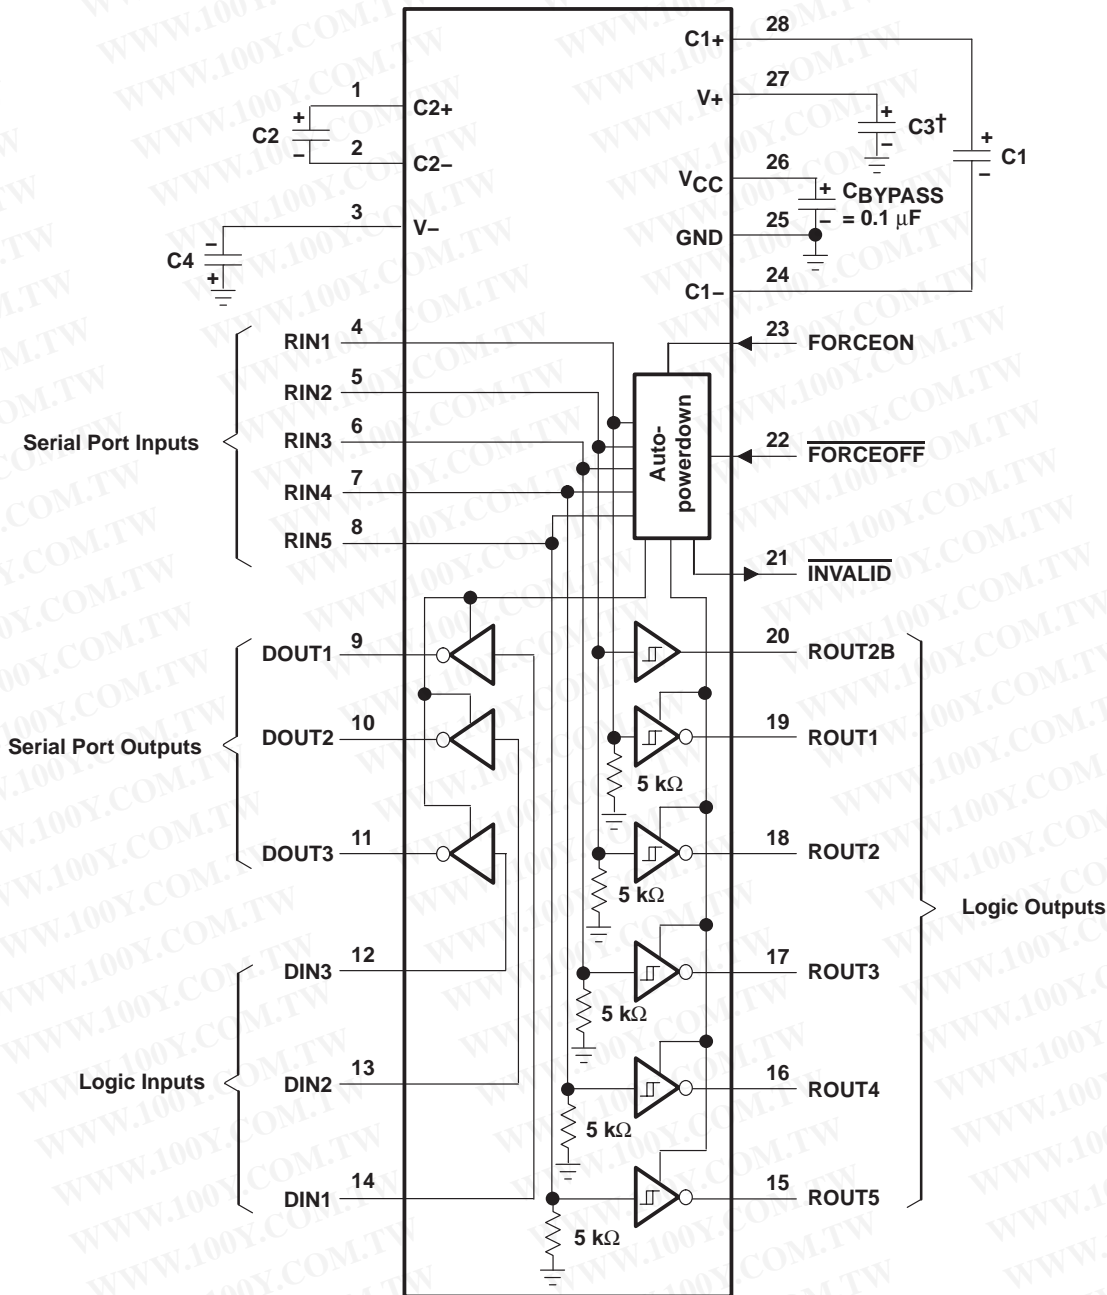 28
C1+
27
V+
C3†
C1
1
C2+
C2
2
C2–
26
VCC
CBYPASS
= 0.1 μF
3
V–
25
GND
C4
24
C1–
+
–
+
–
+
–
+
–
–
+
Serial Port Inputs
RIN1 4
RIN2 5
RIN3 6
RIN4 7
RIN5 8
Auto-
powerdown
23 FORCEON
22 FORCEOFF
21 INVALID
Serial Port Outputs
DOUT1 9
DOUT2 10
DOUT3 11
Logic Inputs
DIN3 12
DIN2 13
DIN1 14
20 ROUT2B
19 ROUT1
5 kΩ
18 ROUT2
5 kΩ
Logic Outputs
17 ROUT3
5 kΩ
16 ROUT4
5 kΩ
15 ROUT5
5 kΩ
WWW.100Y.COM.TW